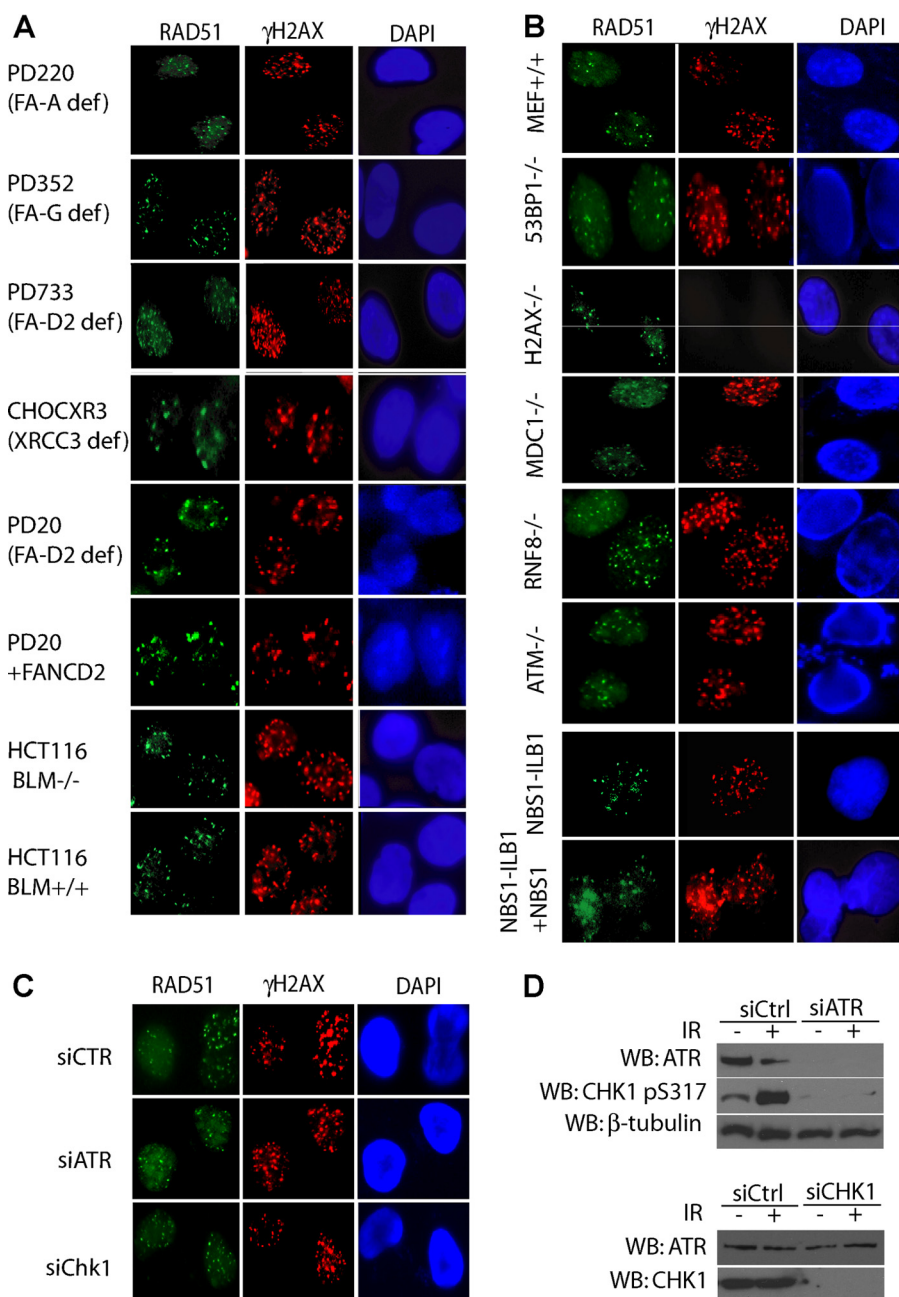 A
RAD51 γH2AX DAPI
PD220
(FA-A def)
PD352
(FA-G def)
PD733
(FA-D2 def)
CHOCXR3
(XRCC3 def)
PD20
(FA-D2 def)
PD20
+FANCD2
HCT116
BLM-/-
HCT116
BLM+/+
B
RAD51 γH2AX DAPI
MEF+/+
53BP1-/-
H2AX-/-
MDC1-/-
RNF8-/-
ATM-/-
NBS1-ILB1
NBS1-ILB1
+NBS1
C
RAD51 γH2AX DAPI
siCTR
siATR
siChk1
D
siCtrl siATR
IR - + - +
WB: ATR
WB: CHK1 pS317
WB: β-tubulin
siCtrl siCHK1
IR - + - +
WB: ATR
WB: CHK1